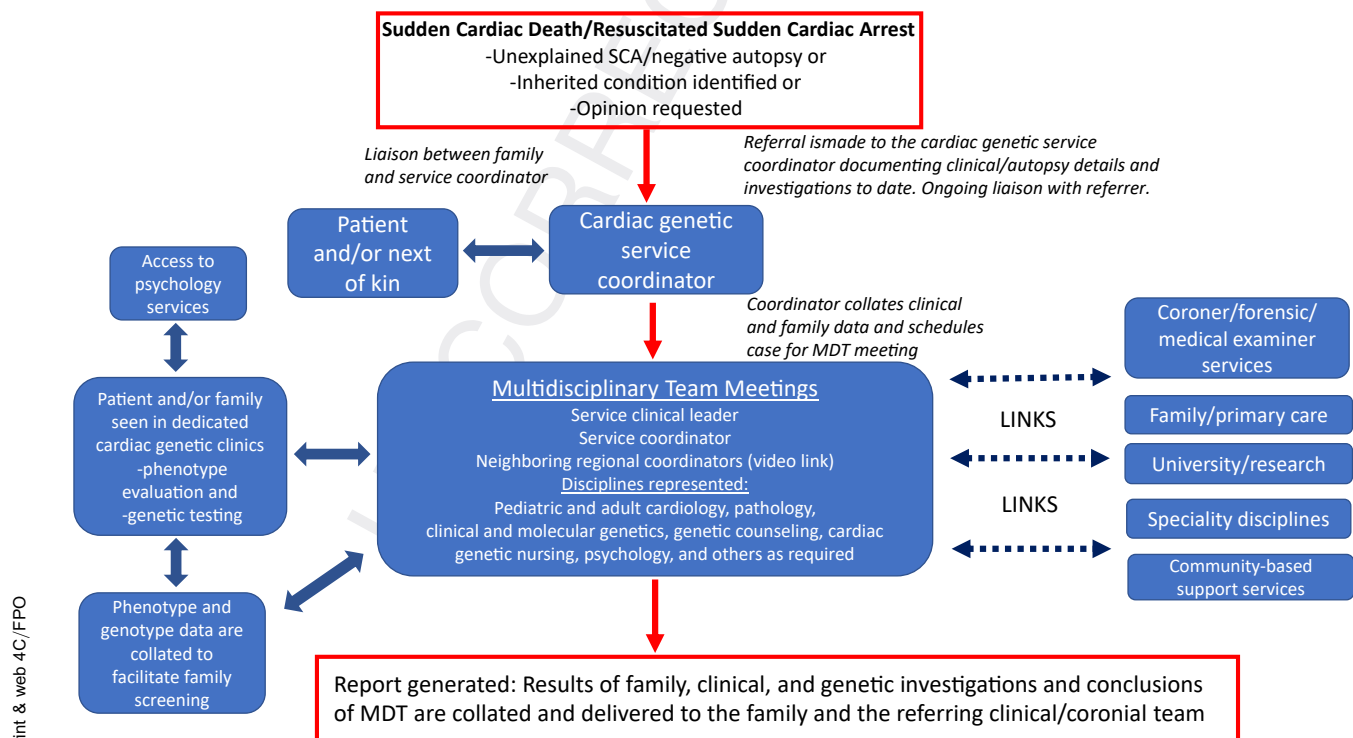 Sudden Cardiac Death/Resuscitated Sudden Cardiac Arrest
-Unexplained SCA/negative autopsy or
-Inherited condition identified or
-Opinion requested
Liaison between family
and service coordinator
Referral ismade to the cardiac genetic service
coordinator documenting clinical/autopsy details and
investigations to date. Ongoing liaison with referrer.
Patient
and/or next
of kin
Cardiac genetic
service
coordinator
Access to
psychology
services
Coordinator collates clinical
and family data and schedules
case for MDT meeting
Coroner/forensic/
medical examiner
services
Patient and/or family
seen in dedicated
cardiac genetic clinics
-phenotype
evaluation and
-genetic testing
Multidisciplinary Team Meetings
Service clinical leader
Service coordinator
Neighboring regional coordinators (video link)
Disciplines represented:
Pediatric and adult cardiology, pathology,
clinical and molecular genetics, genetic counseling, cardiac
genetic nursing, psychology, and others as required
LINKS
LINKS
Family/primary care
University/research
Speciality disciplines
Community-based
support services
Phenotype and
genotype data are
collated to
facilitate family
screening
Report generated: Results of family, clinical, and genetic investigations and conclusions
of MDT are collated and delivered to the family and the referring clinical/coronial team
int & web 4C/FPO
CORREC